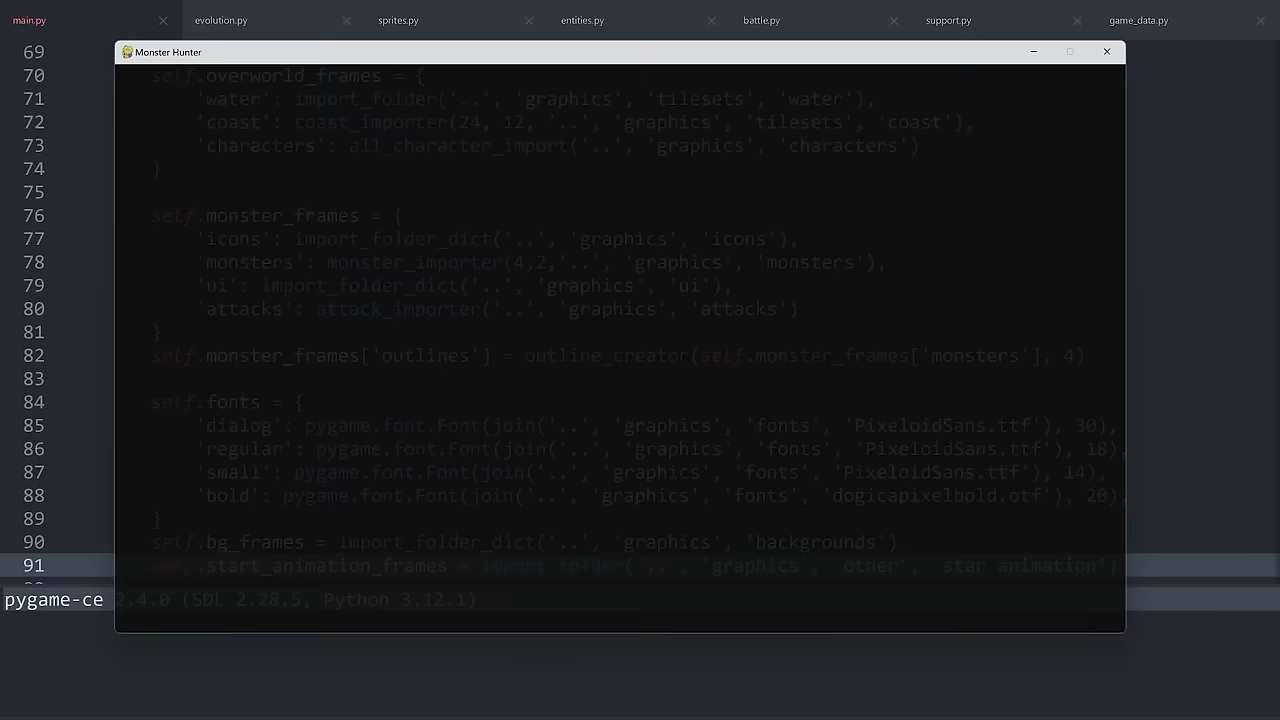 main.py evolution.py sprites.py entities.py battle.py support.py game_data.py
69
Monster Hunter
70 self.overworld_frames = {
71 'water': import_folder('..', 'graphics', 'tilesets', 'water'),
72 'coast': coast_importer(24, 12, '..', 'graphics', 'tilesets', 'coast'),
73 'characters': all_character_import('..', 'graphics', 'characters')
74 }
75
76 self.monster_frames = {
77 'icons': import_folder_dict('..', 'graphics', 'icons'),
78 'monsters': monster_importer(4,2,'..', 'graphics', 'monsters'),
79 'ui': import_folder_dict('..', 'graphics', 'ui'),
80 'attacks': attack_importer('..', 'graphics', 'attacks')
81 }
82 self.monster_frames['outlines'] = outline_creator(self.monster_frames['monsters'], 4)
83
84 self.fonts = {
85 'dialog': pygame.font.Font(join('..', 'graphics', 'fonts', 'PixeloidSans.ttf'), 30),
86 'regular': pygame.font.Font(join('..', 'graphics', 'fonts', 'PixeloidSans.ttf'), 18),
87 'small': pygame.font.Font(join('..', 'graphics', 'fonts', 'PixeloidSans.ttf'), 14),
88 'bold': pygame.font.Font(join('..', 'graphics', 'fonts', 'dogicapixelbold.otf'), 20),
89 }
90 self.bg_frames = import_folder_dict('..', 'graphics', 'backgrounds')
91 self.start_animation_frames = import_folder('..', 'graphics', 'other', 'star animation')
pygame-ce 2.4.0 (SDL 2.28.5, Python 3.12.1)